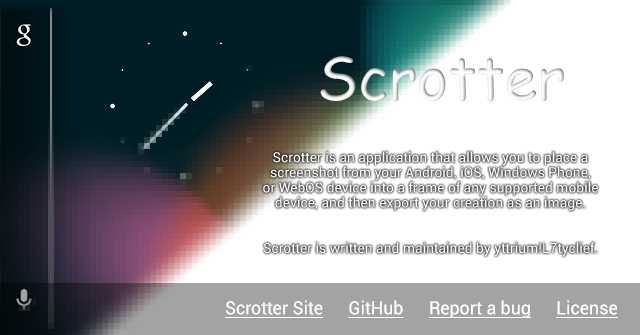 g
Scrotter
Scrotter is an application that allows you to place a
screenshot from your Android, iOS, Windows Phone,
or WebOS device into a frame of any supported mobile
device, and then export your creation as an image.
Scrotter is written and maintained by
Scrotter Site GitHub Report a bug License